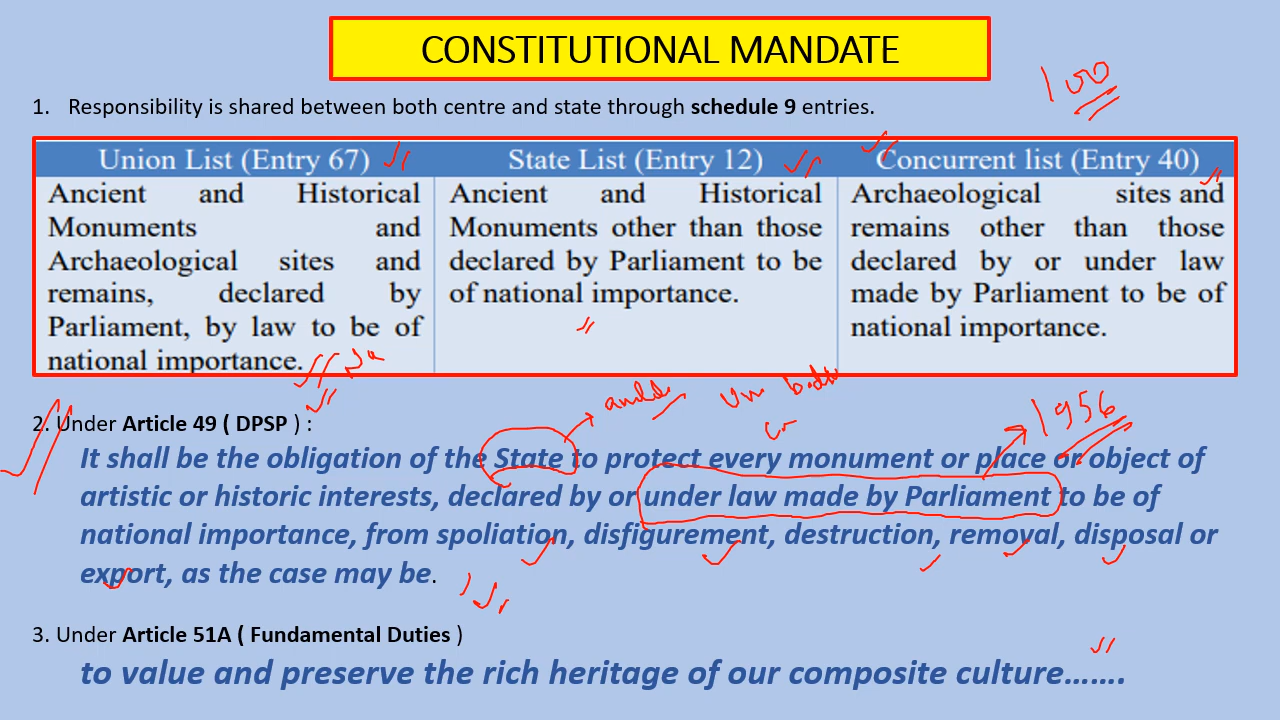 CONSTITUTIONAL MANDATE
100
1. Responsibility is shared between both centre and state through schedule 9 entries.
Union List (Entry 67)
Ancient and Historical
Monuments and
Archaeological sites and
remains, declared by
Parliament, by law to be of
national importance.
State List (Entry 12)
Ancient and Historical
Monuments other than those
declared by Parliament to be
of national importance.
Concurrent list (Entry 40)
Archaeological sites and
remains other than those
declared by or under law
made by Parliament to be of
national importance.
1956
2. Under Article 49 ( DPSP ) :
It shall be the obligation of the State to protect every monument or place or object of
artistic or historic interests, declared by or under law made by Parliament to be of
national importance, from spoliation, disfigurement, destruction, removal, disposal or
export, as the case may be.
3. Under Article 51A ( Fundamental Duties )
to value and preserve the rich heritage of our composite culture.......